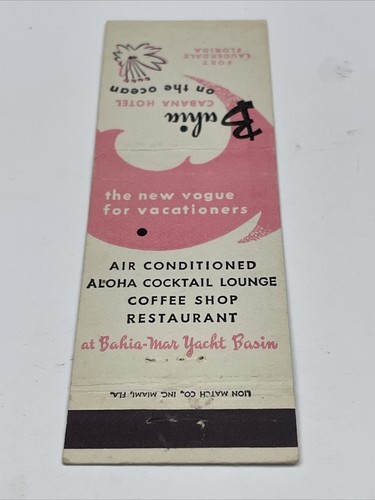 FORT
LAUDERDALE
FLORIDA
Bahia
CABANA HOTEL
on the ocean
the new vogue
for vacationers
AIR CONDITIONED
ALOHA COCKTAIL LOUNGE
COFFEE SHOP
RESTAURANT
at Bahia-Mar Yacht Basin
LION MATCH CO., INC. MIAMI, FLA.